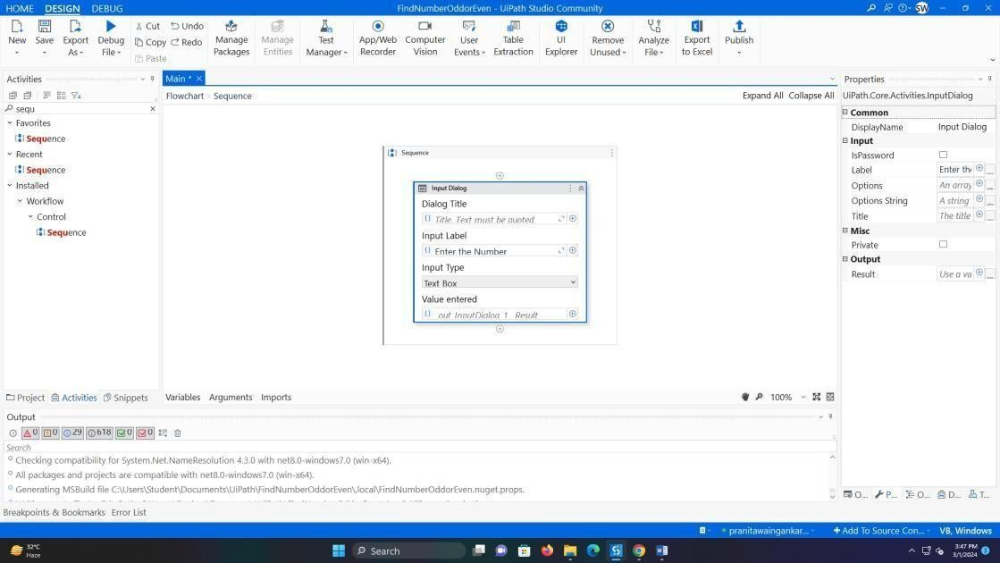 HOME DESIGN DEBUG FindNumberOddorEven - UiPath Studio Community SW
New Save Export As Debug File Cut Copy Paste Undo Redo Manage Packages Manage Entities Test Manager App/Web Recorder Computer Vision User Events Table Extraction UI Explorer Remove Unused Analyze File Export to Excel Publish
Activities
sequ
Favorites
Sequence
Recent
Sequence
Installed
Workflow
Control
Sequence
Project Activities Snippets
Main *
Flowchart Sequence Expand All Collapse All
Sequence
Input Dialog
Dialog Title
Title. Text must be quoted
Input Label
Enter the Number
Input Type
Text Box
Value entered
out_InputDialog_1__Result
Variables Arguments Imports 100%
Properties
UiPath.Core.Activities.InputDialog
Common
DisplayName Input Dialog
Input
IsPassword
Label Enter the
Options An array
Options String A string
Title The title
Misc
Private
Output
Result Use a va
O... P... O... D... T...
Output
0 0 29 618 0 0
Search
Checking compatibility for System.Net.NameResolution 4.3.0 with net8.0-windows7.0 (win-x64).
All packages and projects are compatible with net8.0-windows7.0 (win-x64).
Generating MSBuild file C:\Users\Student\Documents\UiPath\FindNumberOddorEven\.local\FindNumberOddorEven.nuget.props.
Breakpoints & Bookmarks Error List
pranitawaingankar... Add To Source Con... VB, Windows
32°C
Haze
Search
3:47 PM
3/1/2024